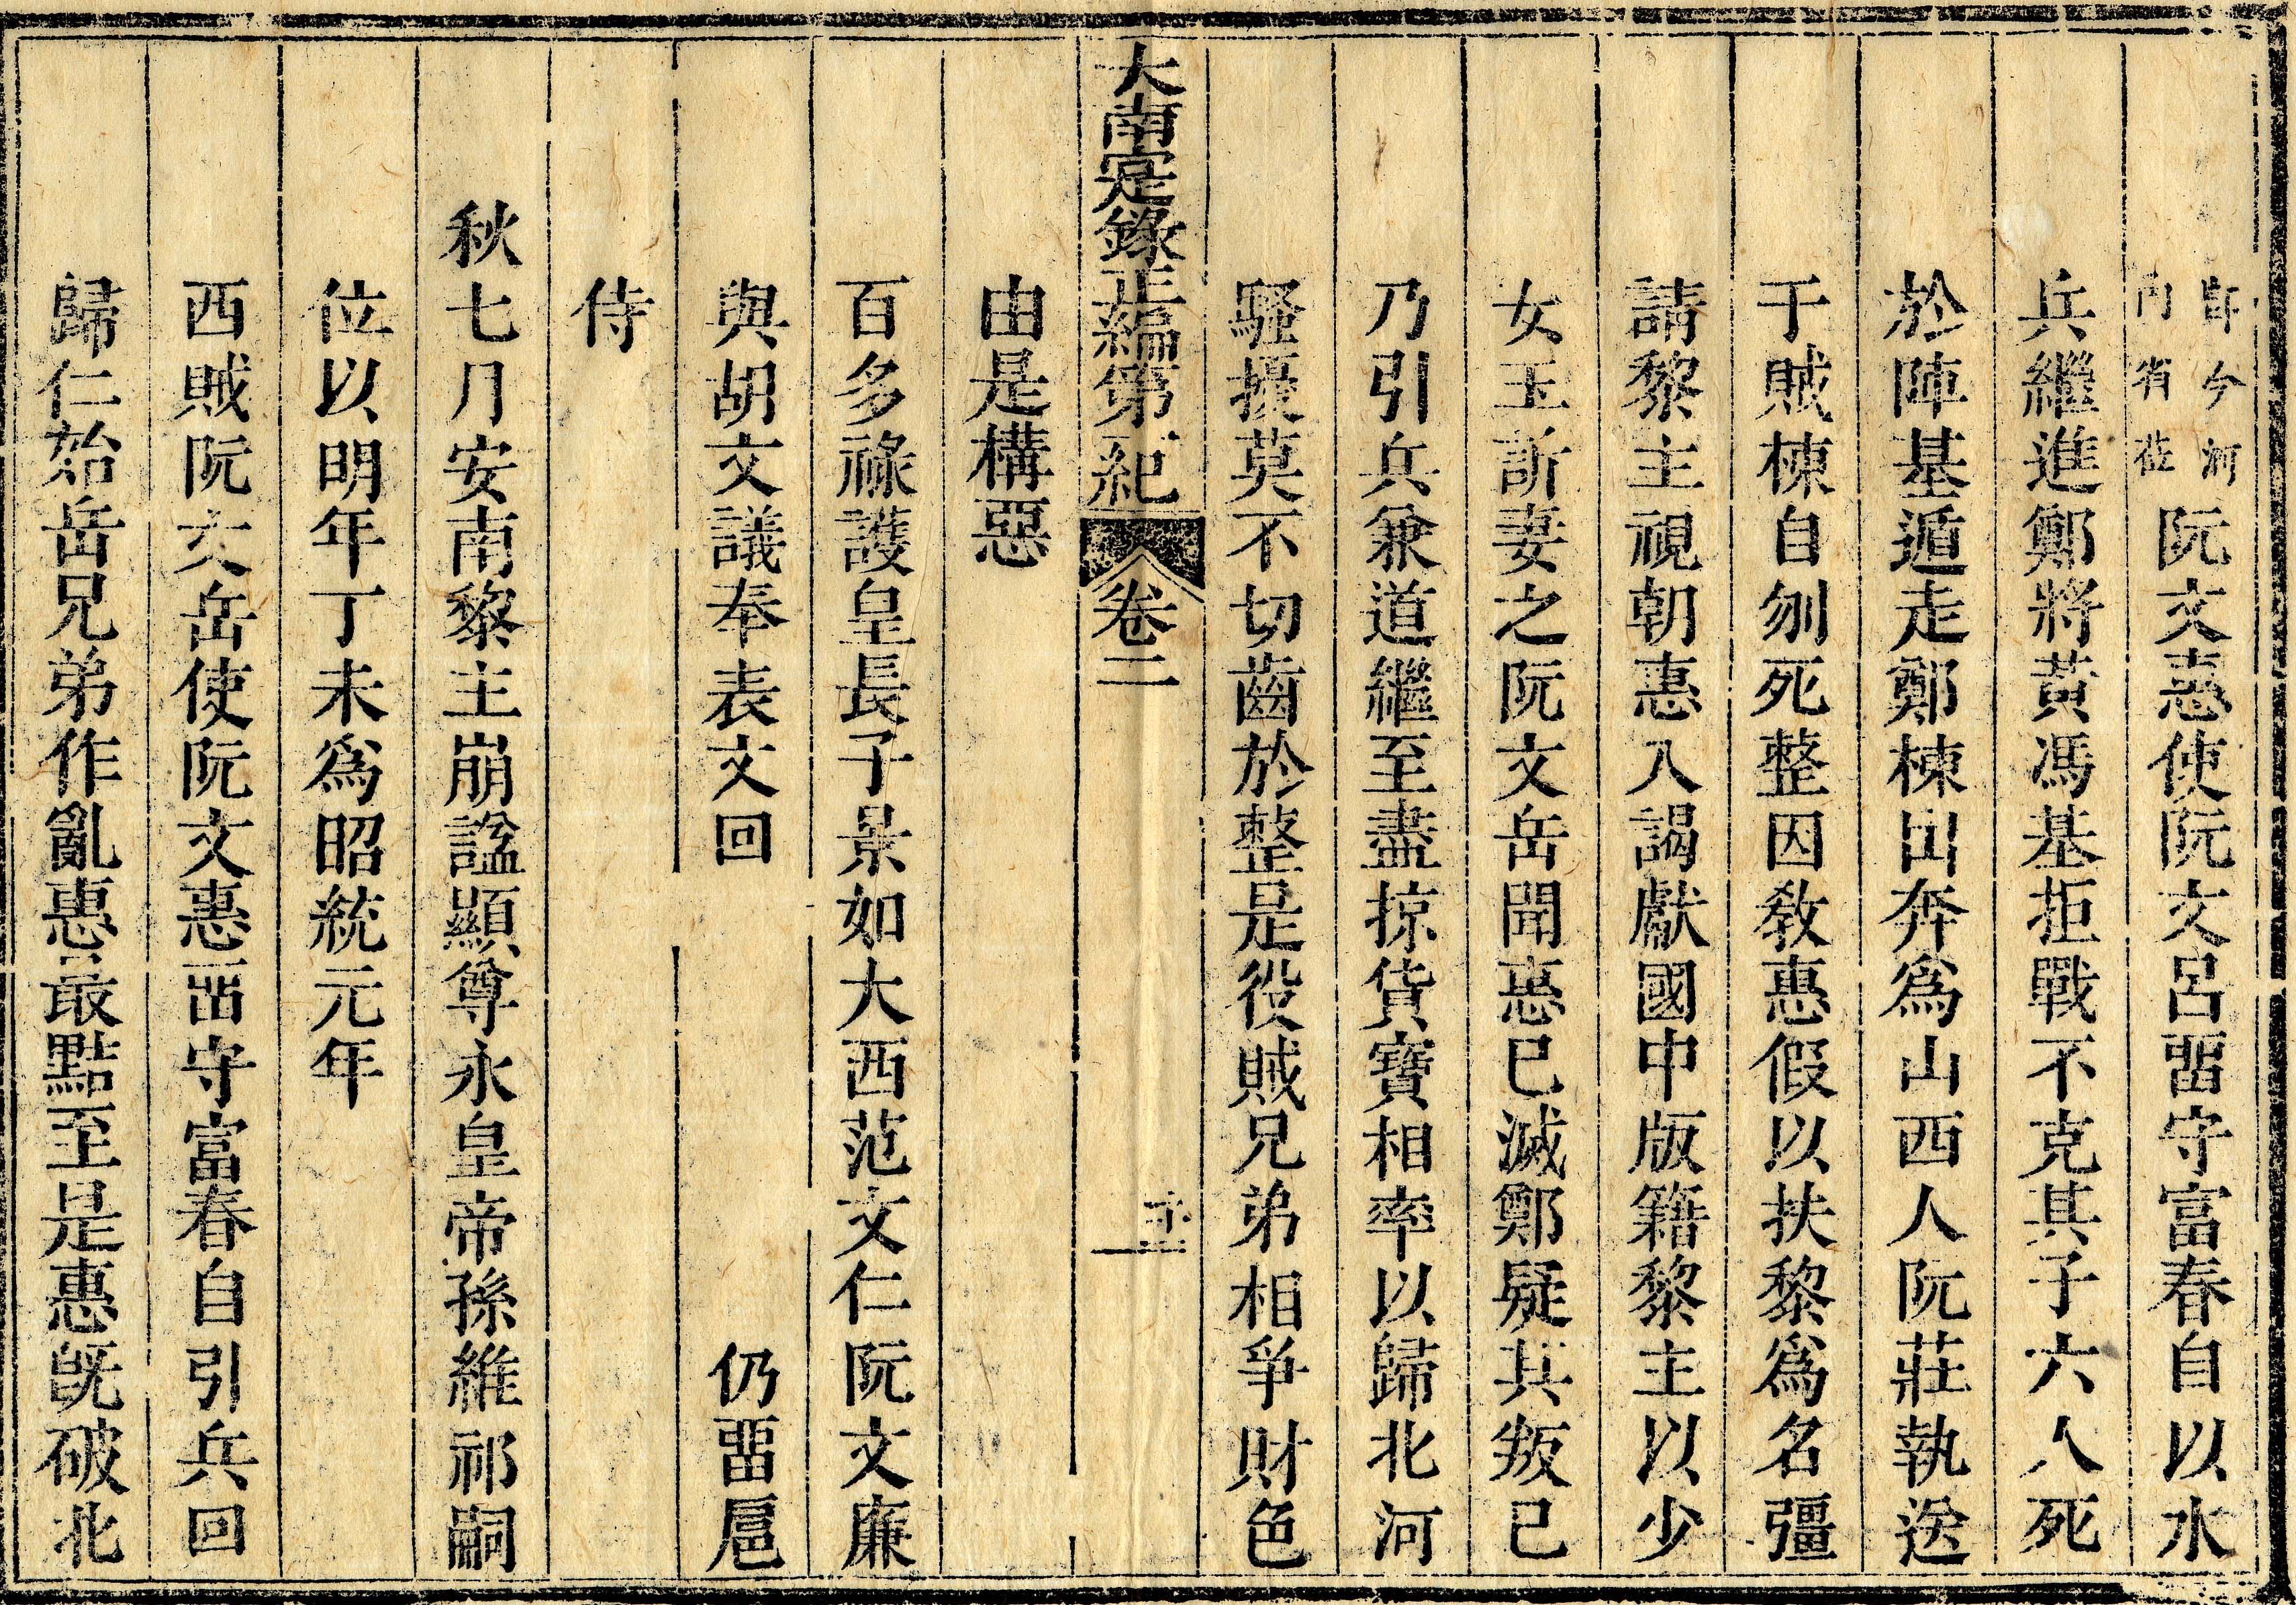 即今河
內省莅
阮文惠使阮文呂畱守富春自以水
兵繼進鄭將黃馮基拒戰不克其子六人死
於陣基遁走鄭棟出奔爲山西人阮莊執送
于賊棟自刎死整因教惠假以扶黎爲名彊
請黎主視朝惠入謁獻國中版籍黎主以少
女玉訢妻之阮文岳聞惠已滅鄭疑其叛已
乃引兵兼道繼至盡掠貨寶相率以歸北河
騷擾莫不切齒於整是役賊兄弟相爭財色
大南寔錄正編第一紀 卷二
由是構惡
百多祿護皇長子景如大西范文仁阮文廉
與胡文議奉表文回 仍畱扈
侍
秋七月安南黎主崩諡顯尊永皇帝孫維祁嗣
位以明年丁未爲昭統元年
西賊阮文岳使阮文惠畱守富春自引兵回
歸仁始岳兄弟作亂惠最黠至是惠旣破北